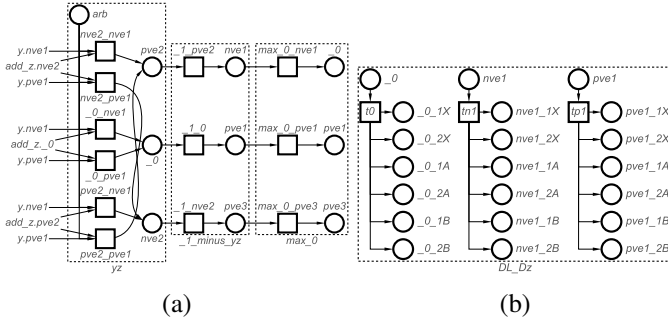 arb
nve2_nve1
y.nve1
add_z.nve2
y.pve1
nve2_pve1
pve2
_0_nve1
y.nve1
add_z._0
y.pve1
_0_pve1
_0
pve2_nve1
y.nve1
add_z.pve2
y.pve1
pve2_pve1
nve2
yz
_1_pve2 nve1
_1_0 pve1
_1_nve2 pve3
_1_minus_yz
max_0_nve1 _0
max_0_pve1 pve1
max_0_pve3 pve3
max_0
(a)
_0 nve1 pve1
t0 _0_1X tn1 nve1_1X tp1 pve1_1X
_0_2X nve1_2X pve1_2X
_0_1A nve1_1A pve1_1A
_0_2A nve1_2A pve1_2A
_0_1B nve1_1B pve1_1B
_0_2B nve1_2B pve1_2B
DL_Dz
(b)